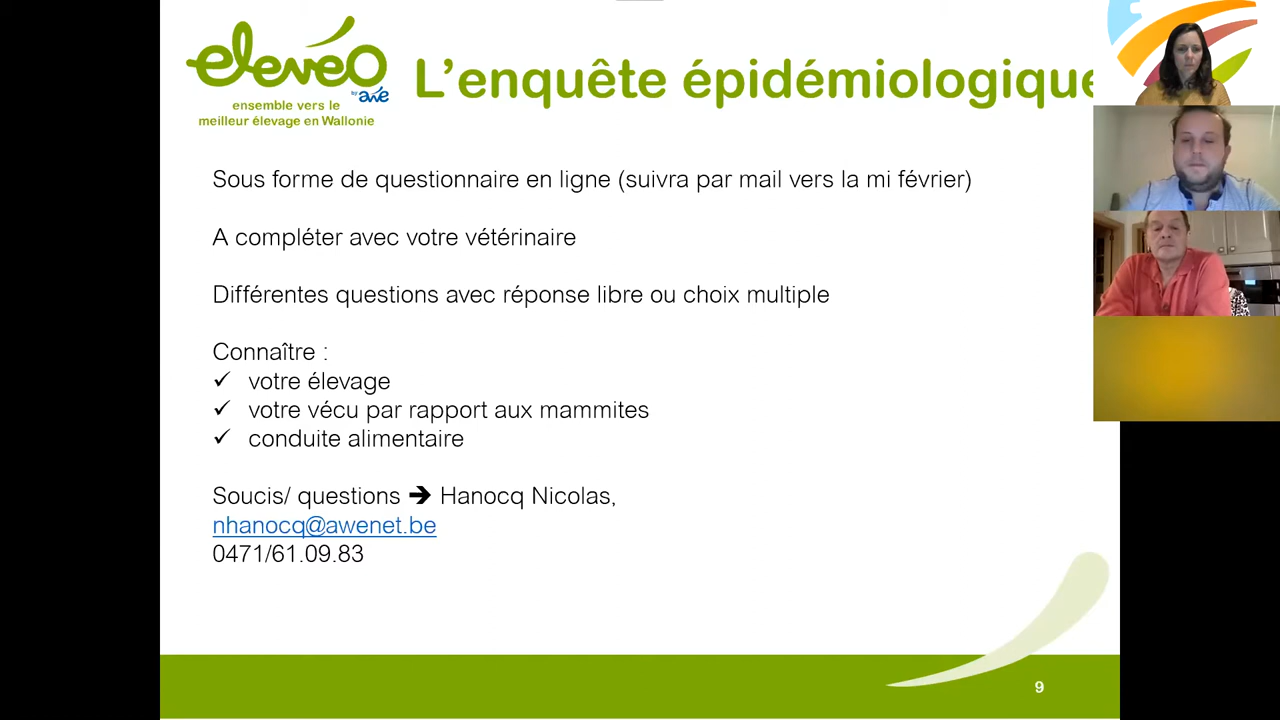 elevéo
by awé
ensemble vers le
meilleur élevage en Wallonie
L'enquête épidémiologique
Sous forme de questionnaire en ligne (suivra par mail vers la mi février)
A compléter avec votre vétérinaire
Différentes questions avec réponse libre ou choix multiple
Connaître :
✓ votre élevage
✓ votre vécu par rapport aux mammites
✓ conduite alimentaire
Soucis/ questions ➔ Hanocq Nicolas,
nhanocq@awenet.be
0471/61.09.83
9